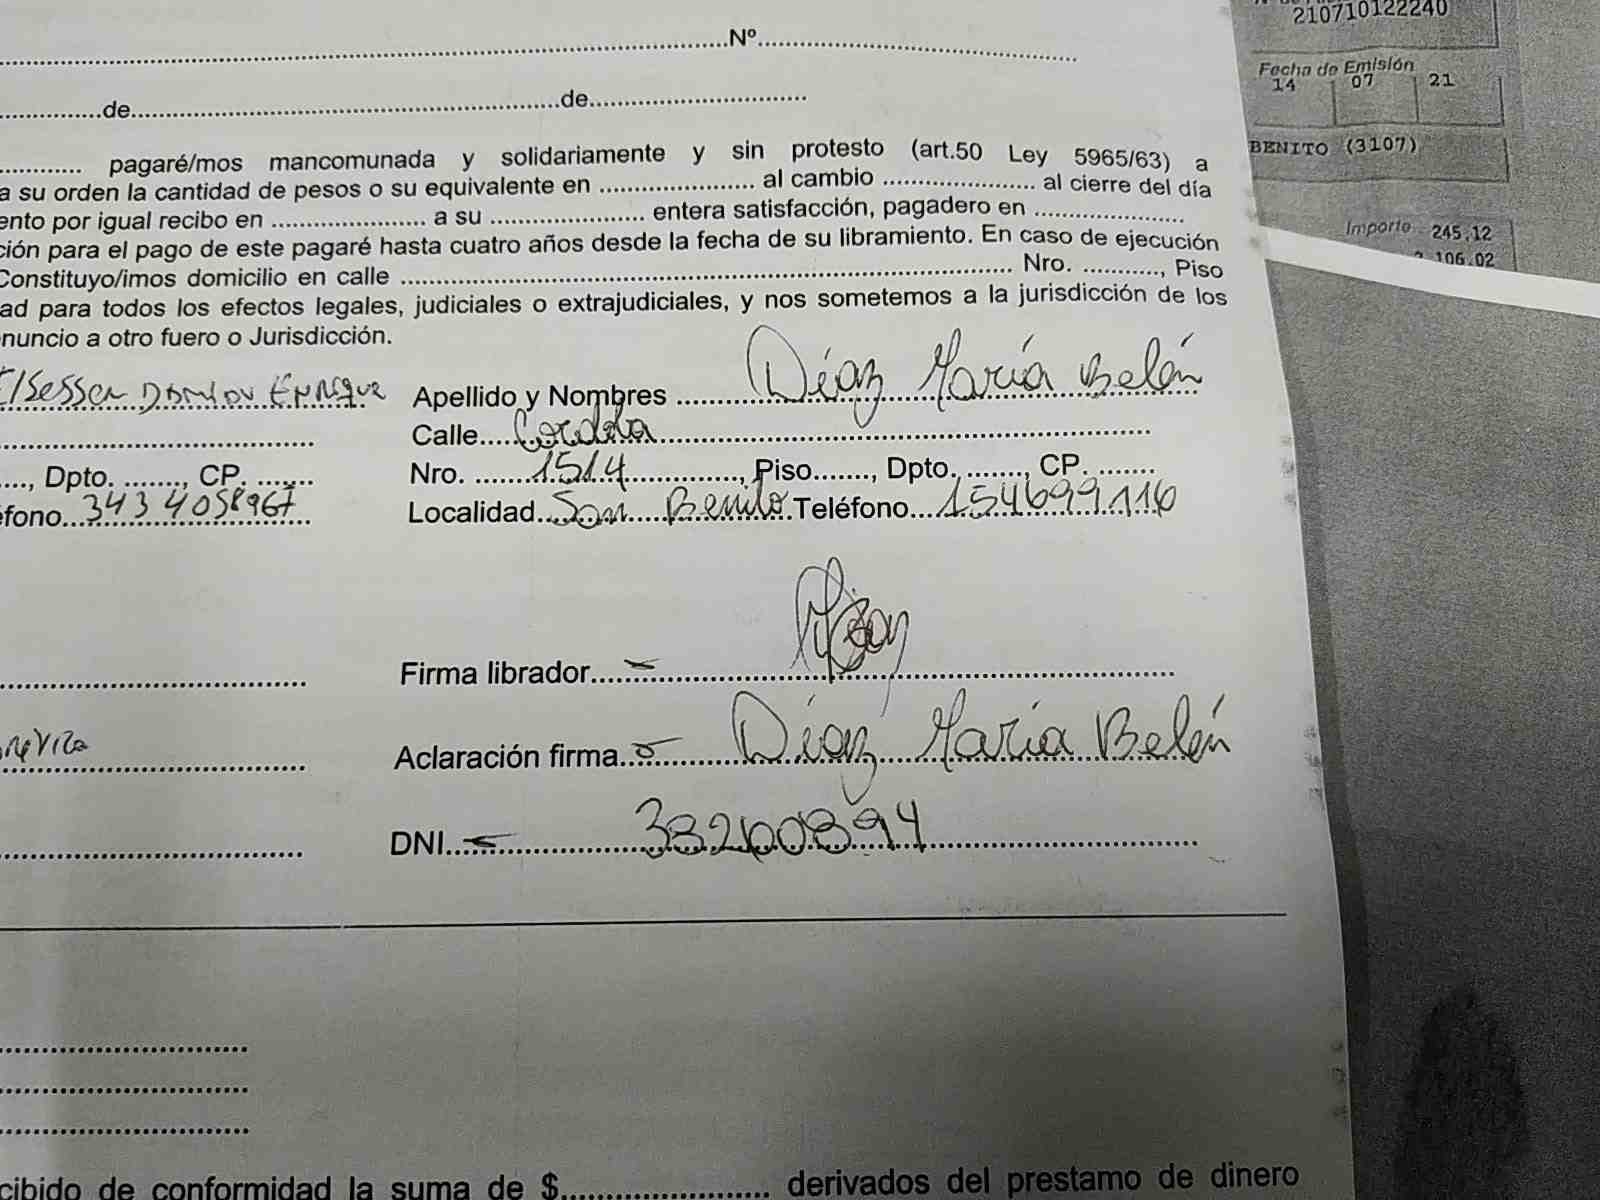 210710122240
Nº
Fecha de Emisión
14 07 21
de de
BENITO (3107)
pagaré/mos mancomunada y solidariamente y sin protesto (art.50 Ley 5965/63) a
a su orden la cantidad de pesos o su equivalente en ........ al cambio ........ al cierre del día
ento por igual recibo en ........ a su ........ entera satisfacción, pagadero en ........
Importe 245,12
106.02
ción para el pago de este pagaré hasta cuatro años desde la fecha de su libramiento. En caso de ejecución
Constituyo/imos domicilio en calle ........ Nro. ........, Piso
ad para todos los efectos legales, judiciales o extrajudiciales, y nos sometemos a la jurisdicción de los
nuncio a otro fuero o Jurisdicción.
Enrique Apellido y Nombres Díaz María Belén
Calle Cordoba
, Dpto. ......., CP. ....... Nro. 1514, Piso......., Dpto. ......., CP. .......
éfono 3434058967 Localidad San Benito Teléfono 154699116
Firma librador
Aclaración firma Díaz María Belén
DNI 33260894
cibido de conformidad la suma de $........ derivados del prestamo de dinero